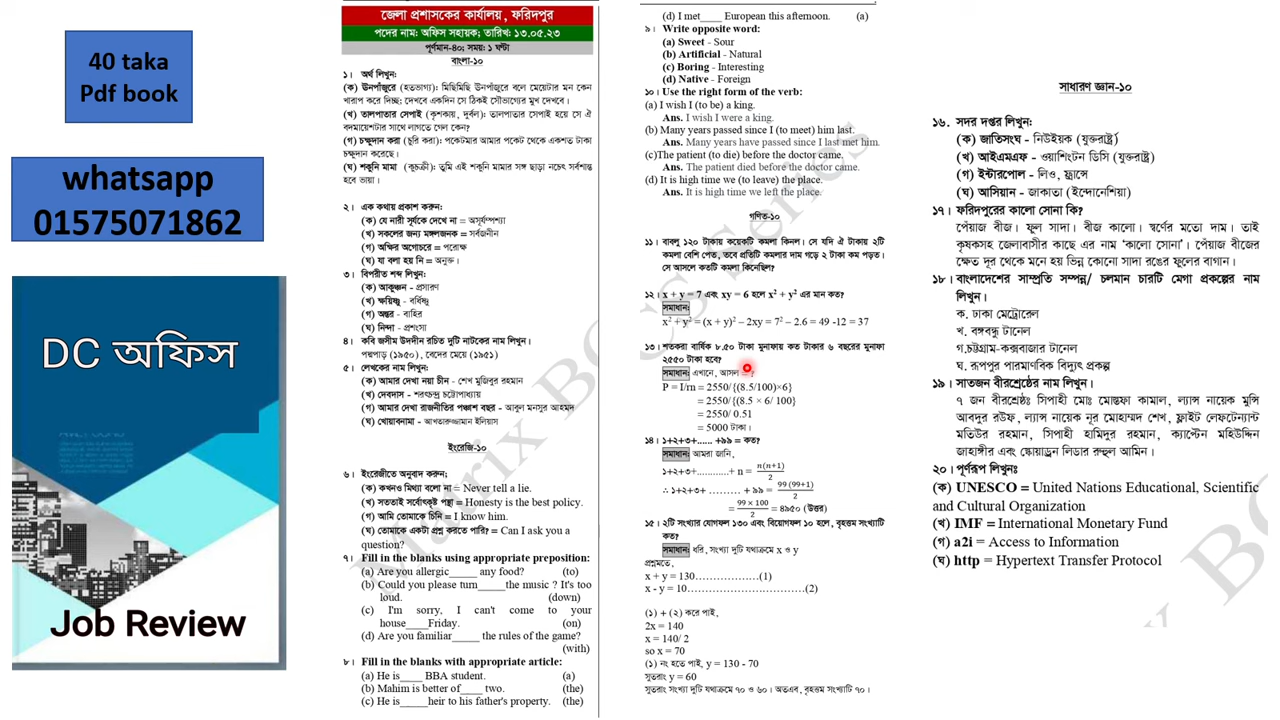 40 taka
Pdf book
whatsapp
01575071862
DC অফিস
Job Review
জেলা প্রশাসকের কার্যালয়, ফরিদপুর
পদের নাম: অফিস সহায়ক; তারিখ: ১৩.০৫.২৩
পূর্ণমান-৪০; সময়: ১ ঘণ্টা
বাংলা-১০
১। অর্থ লিখুন:
(ক) ঊনপাঁজুরে (হতভাগ্য): মিছিমিছি ঊনপাঁজুরে বলে মেয়েটার মন কেন
খারাপ করে দিচ্ছ; দেখবে একদিন সে ঠিকই সৌভাগ্যের মুখ দেখবে।
(খ) তালপাতার সেপাই (কৃশকায়, দুর্বল): তালপাতার সেপাই হয়ে সে ঐ
বদমায়েশটার সাথে লাগতে গেল কেন?
(গ) চক্ষুদান করা (চুরি করা): পকেটমার আমার পকেট থেকে একশত টাকা
চক্ষুদান করেছে।
(ঘ) শকুনি মামা (কুচক্রী): তুমি এই শকুনি মামার সঙ্গ ছাড়া নচেৎ সর্বশান্ত
হবে ভায়া।
২। এক কথায় প্রকাশ করুন:
(ক) যে নারী সূর্যকে দেখে না = অসূর্যম্পশ্যা
(খ) সকলের জন্য মঙ্গলজনক = সর্বজনীন
(গ) অক্ষির অগোচরে = পরোক্ষ
(ঘ) যা বলা হয় নি = অনুক্ত।
৩। বিপরীত শব্দ লিখুন:
(ক) আকুঞ্চন - প্রসারণ
(খ) ক্ষয়িষ্ণু - বর্ধিষ্ণু
(গ) অন্তর - বাহির
(ঘ) নিন্দা - প্রশংসা
৪। কবি জসীম উদদীন রচিত দুটি নাটকের নাম লিখুন।
পদ্মপাড় (১৯৫০), বেদের মেয়ে (১৯৫১)
৫। লেখকের নাম লিখুন:
(ক) আমার দেখা নয়া চীন - শেখ মুজিবুর রহমান
(খ) দেবদাস - শরৎচন্দ্র চট্টোপাধ্যায়
(গ) আমার দেখা রাজনীতির পঞ্চাশ বছর - আবুল মনসুর আহমদ
(ঘ) খোয়াবনামা - আখতারুজ্জামান ইলিয়াস
ইংরেজি-১০
৬। ইংরেজীতে অনুবাদ করুন;
(ক) কখনও মিথ্যা বলো না = Never tell a lie.
(খ) সততাই সর্বোৎকৃষ্ট পন্থা = Honesty is the best policy.
(গ) আমি তোমাকে চিনি = I know him.
(ঘ) তোমাকে একটা প্রশ্ন করতে পারি? = Can I ask you a
question?
৭। Fill in the blanks using appropriate preposition:
(a) Are you allergic_____ any food? (to)
(b) Could you please turn_____the music ? It's too
loud. (down)
(c) I'm sorry, I can't come to your
house____Friday. (on)
(d) Are you familiar_____ the rules of the game?
(with)
৮। Fill in the blanks with appropriate article:
(a) He is____ BBA student. (a)
(b) Mahim is better of____ two. (the)
(c) He is_____heir to his father's property. (the)
(d) I met____ European this afternoon. (a)
৯। Write opposite word:
(a) Sweet - Sour
(b) Artificial - Natural
(c) Boring - Interesting
(d) Native - Foreign
১০। Use the right form of the verb:
(a) I wish I (to be) a king.
Ans. I wish I were a king.
(b) Many years passed since I (to meet) him last.
Ans. Many years have passed since I last met him.
(c)The patient (to die) before the doctor came.
Ans. The patient died before the doctor came.
(d) It is high time we (to leave) the place.
Ans. It is high time we left the place.
গণিত-১০
১১। বাবলু ১২০ টাকায় কয়েকটি কমলা কিনল। সে যদি ঐ টাকায় ২টি
কমলা বেশি পেত, তবে প্রতিটি কমলার দাম গড়ে ২ টাকা কম পড়ত।
সে আসলে কতটি কমলা কিনেছিল?
১২। x + y = 7 এবং xy = 6 হলে x² + y² এর মান কত?
সমাধান:
x² + y² = (x + y)² – 2xy = 7² – 2.6 = 49 -12 = 37
১৩। শতকরা বার্ষিক ৮.৫০ টাকা মুনাফায় কত টাকার ৬ বছরের মুনাফা
২৫৫০ টাকা হবে?
সমাধান: এখানে, আসল = ?
P = I/rn = 2550/{(8.5/100)×6}
= 2550/{(8.5 × 6/ 100}
= 2550/ 0.51
= 5000 টাকা।
১৪। ১+২+৩+...... +৯৯ = কত?
সমাধান: আমরা জানি,
১+২+৩+............+ n = n(n+1)/2
∴ ১+২+৩+ ......... + ৯৯ = 99 (99+1)/2
= 99 × 100/2 = ৪৯৫০ (উত্তর)
১৫। ২টি সংখ্যার যোগফল ১৩০ এবং বিয়োগফল ১০ হলে, বৃহত্তম সংখ্যাটি
কত?
সমাধান: ধরি, সংখ্যা দুটি যথাক্রমে x ও y
প্রশ্নমতে,
x + y = 130………………(1)
x - y = 10…………………………(2)
(১) + (২) করে পাই,
2x = 140
x = 140/ 2
so x = 70
(১) নং হতে পাই, y = 130 - 70
সুতরাং y = 60
সুতরাং সংখ্যা দুটি যথাক্রমে ৭০ ও ৬০। অতএব, বৃহত্তম সংখ্যাটি ৭০।
সাধারণ জ্ঞান-১০
১৬. সদর দপ্তর লিখুন:
(ক) জাতিসংঘ - নিউইয়ক (যুক্তরাষ্ট্র)
(খ) আইএমএফ - ওয়াশিংটন ডিসি (যুক্তরাষ্ট্র)
(গ) ইন্টারপোল - লিও, ফ্রান্সে
(ঘ) আসিয়ান - জাকাতা (ইন্দোনেশিয়া)
১৭। ফরিদপুরের কালো সোনা কি?
পেঁয়াজ বীজ। ফুল সাদা। বীজ কালো। স্বর্ণের মতো দাম। তাই
কৃষকসহ জেলাবাসীর কাছে এর নাম ‘কালো সোনা’। পেঁয়াজ বীজের
ক্ষেত দূর থেকে মনে হয় ভিন্ন কোনো সাদা রঙের ফুলের বাগান।
১৮। বাংলাদেশের সাম্প্রতি সম্পন্ন/ চলমান চারটি মেগা প্রকল্পের নাম
লিখুন।
ক. ঢাকা মেট্রোরেল
খ. বঙ্গবন্ধু টানেল
গ.চট্টগ্রাম-কক্সবাজার টানেল
ঘ. রূপপুর পারমাণবিক বিদ্যুৎ প্রকল্প
১৯। সাতজন বীরশ্রেষ্ঠের নাম লিখুন।
৭ জন বীরশ্রেষ্ঠ: সিপাহী মোঃ মোস্তফা কামাল, ল্যান্স নায়েক মুন্সি
আবদুর রউফ, ল্যান্স নায়েক নূর মোহাম্মদ শেখ, ফ্লাইট লেফটেন্যান্ট
মতিউর রহমান, সিপাহী হামিদুর রহমান, ক্যাপ্টেন মহিউদ্দিন
জাহাঙ্গীর এবং স্কোয়াড্রন লিডার রুহুল আমিন।
২০। পূর্ণরূপ লিখুনঃ
(ক) UNESCO = United Nations Educational, Scientific
and Cultural Organization
(খ) IMF = International Monetary Fund
(গ) a2i = Access to Information
(ঘ) http = Hypertext Transfer Protocol